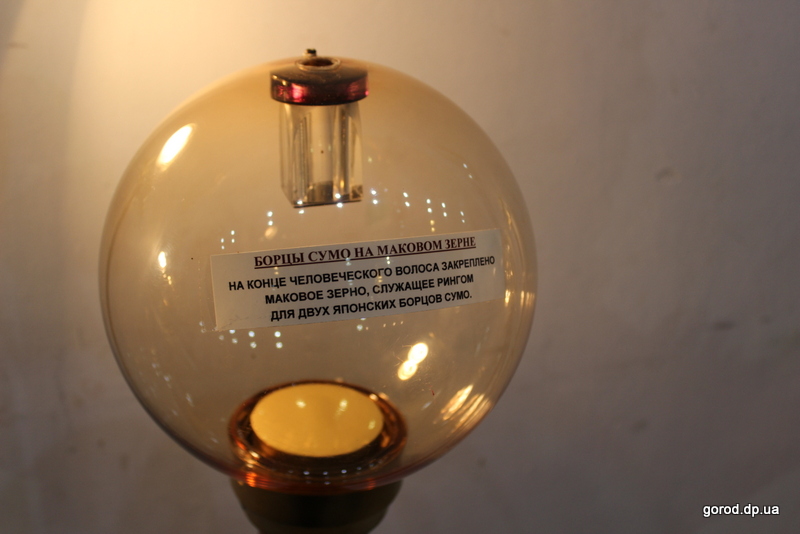 БОРЦЫ СУМО НА МАКОВОМ ЗЕРНЕ
НА КОНЦЕ ЧЕЛОВЕЧЕСКОГО ВОЛОСА ЗАКРЕПЛЕНО
МАКОВОЕ ЗЕРНО, СЛУЖАЩЕЕ РИНГОМ
ДЛЯ ДВУХ ЯПОНСКИХ БОРЦОВ СУМО.
gorod.dp.ua